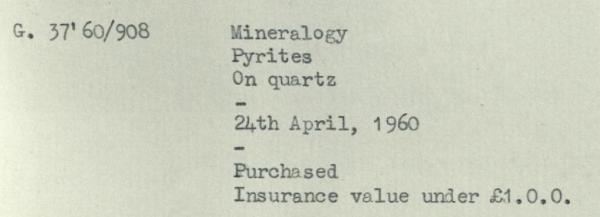 G. 37'60/908 Mineralogy
Pyrites
On quartz
-
24th April, 1960
-
Purchased
Insurance value under £1.0.0.